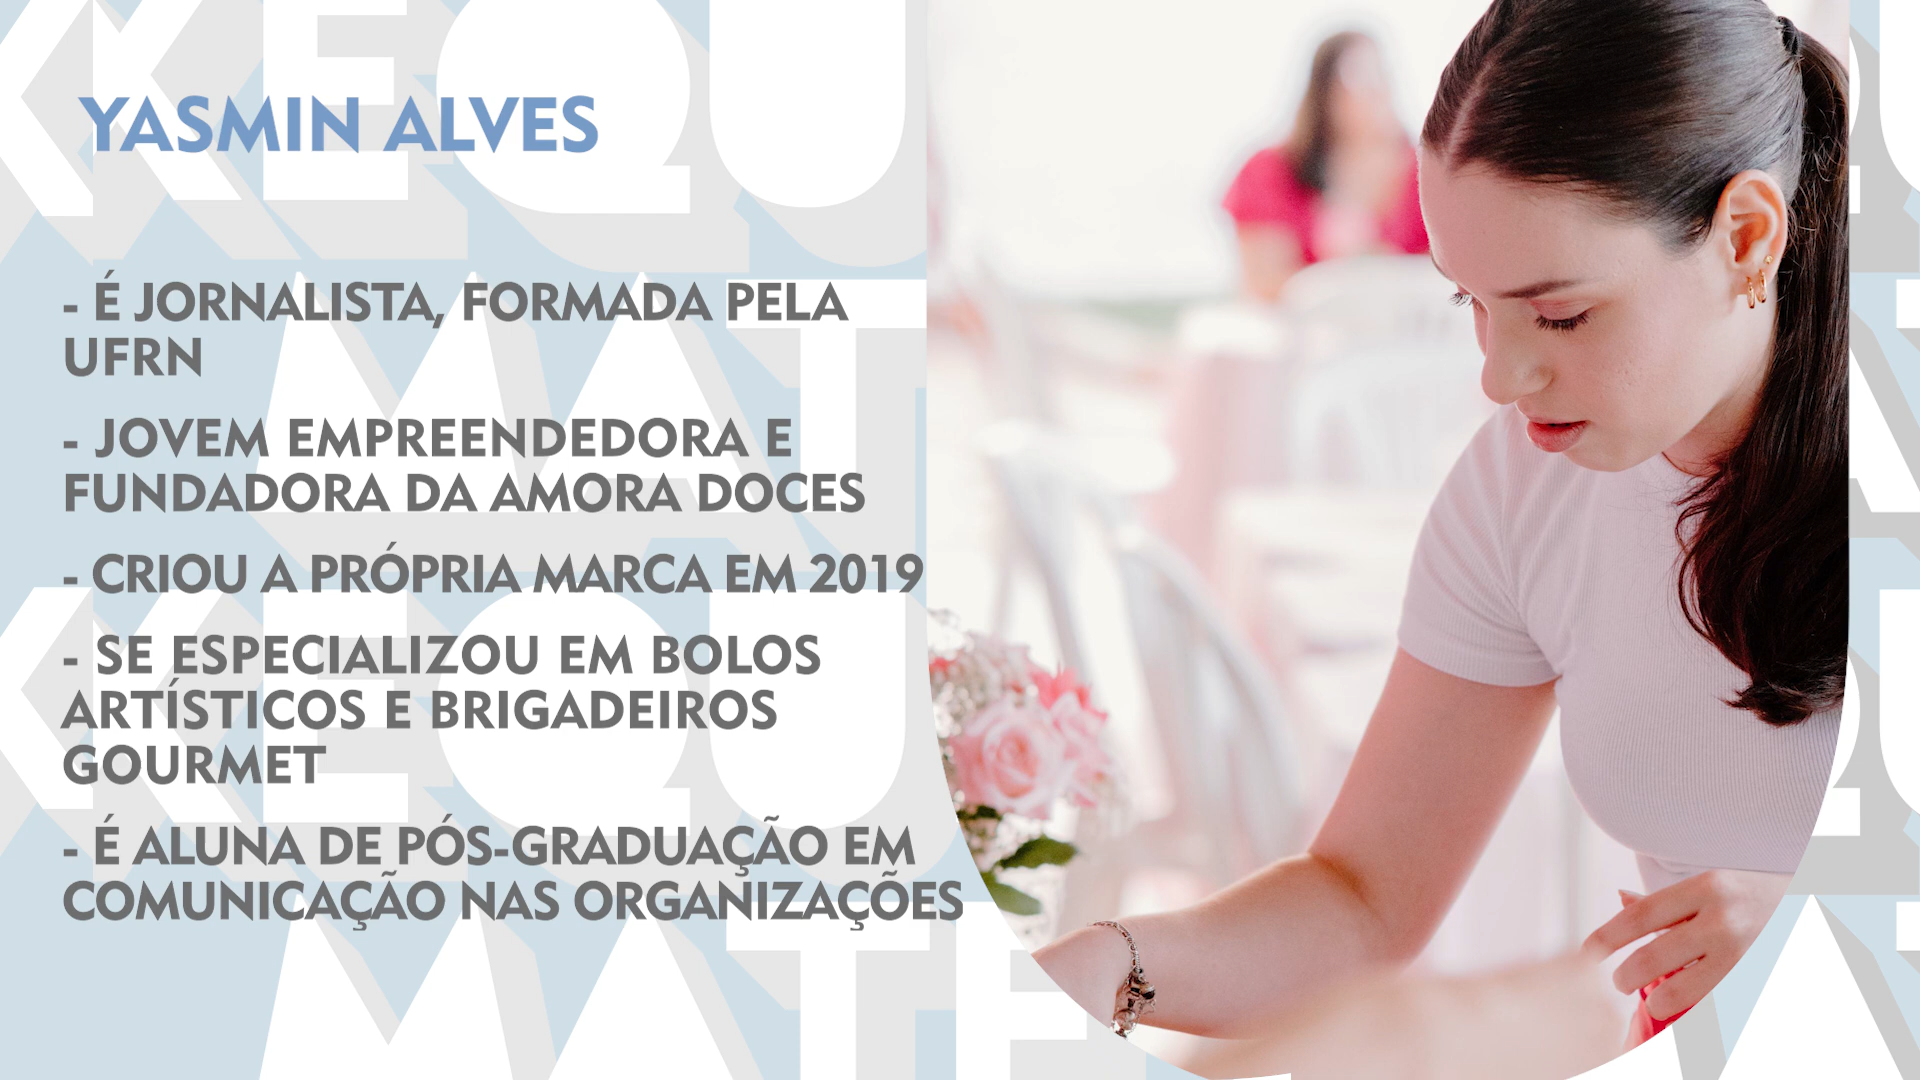 YASMIN ALVES
- É JORNALISTA, FORMADA PELA
UFRN
- JOVEM EMPREENDEDORA E
FUNDADORA DA AMORA DOCES
- CRIOU A PRÓPRIA MARCA EM 2019
- SE ESPECIALIZOU EM BOLOS
ARTÍSTICOS E BRIGADEIROS
GOURMET
- É ALUNA DE PÓS-GRADUAÇÃO EM
COMUNICAÇÃO NAS ORGANIZAÇÕES